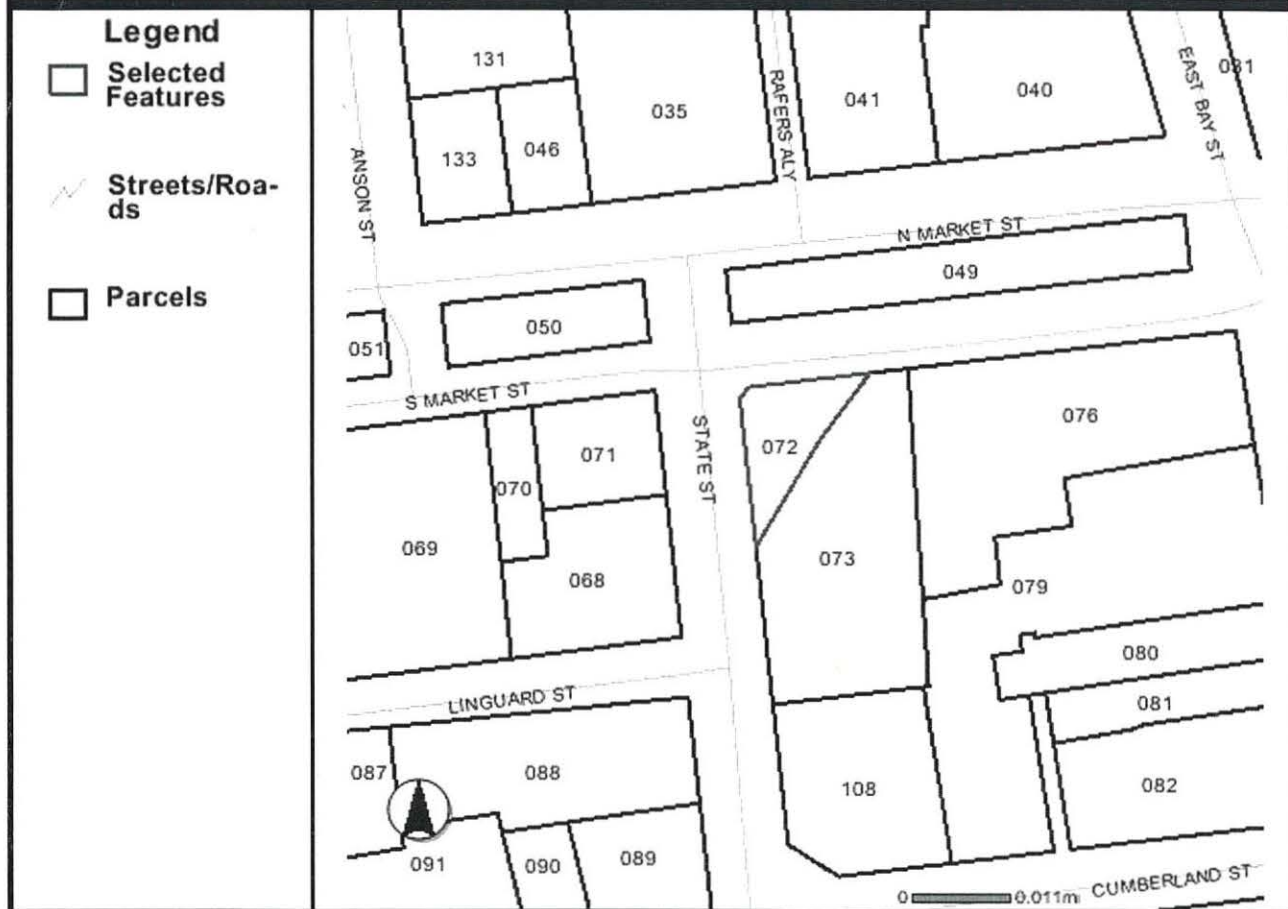 Legend
Selected
Features
Streets/Roa-
ds
Parcels
131
035
041
040
031
133
046
RAFERS ALY
EAST BAY ST
ANSON ST
N MARKET ST
049
050
051
S MARKET ST
STATE ST
072
076
071
070
069
068
073
079
080
LINGUARD ST
081
087
088
108
082
091
090
089
0
0.011mi
CUMBERLAND ST